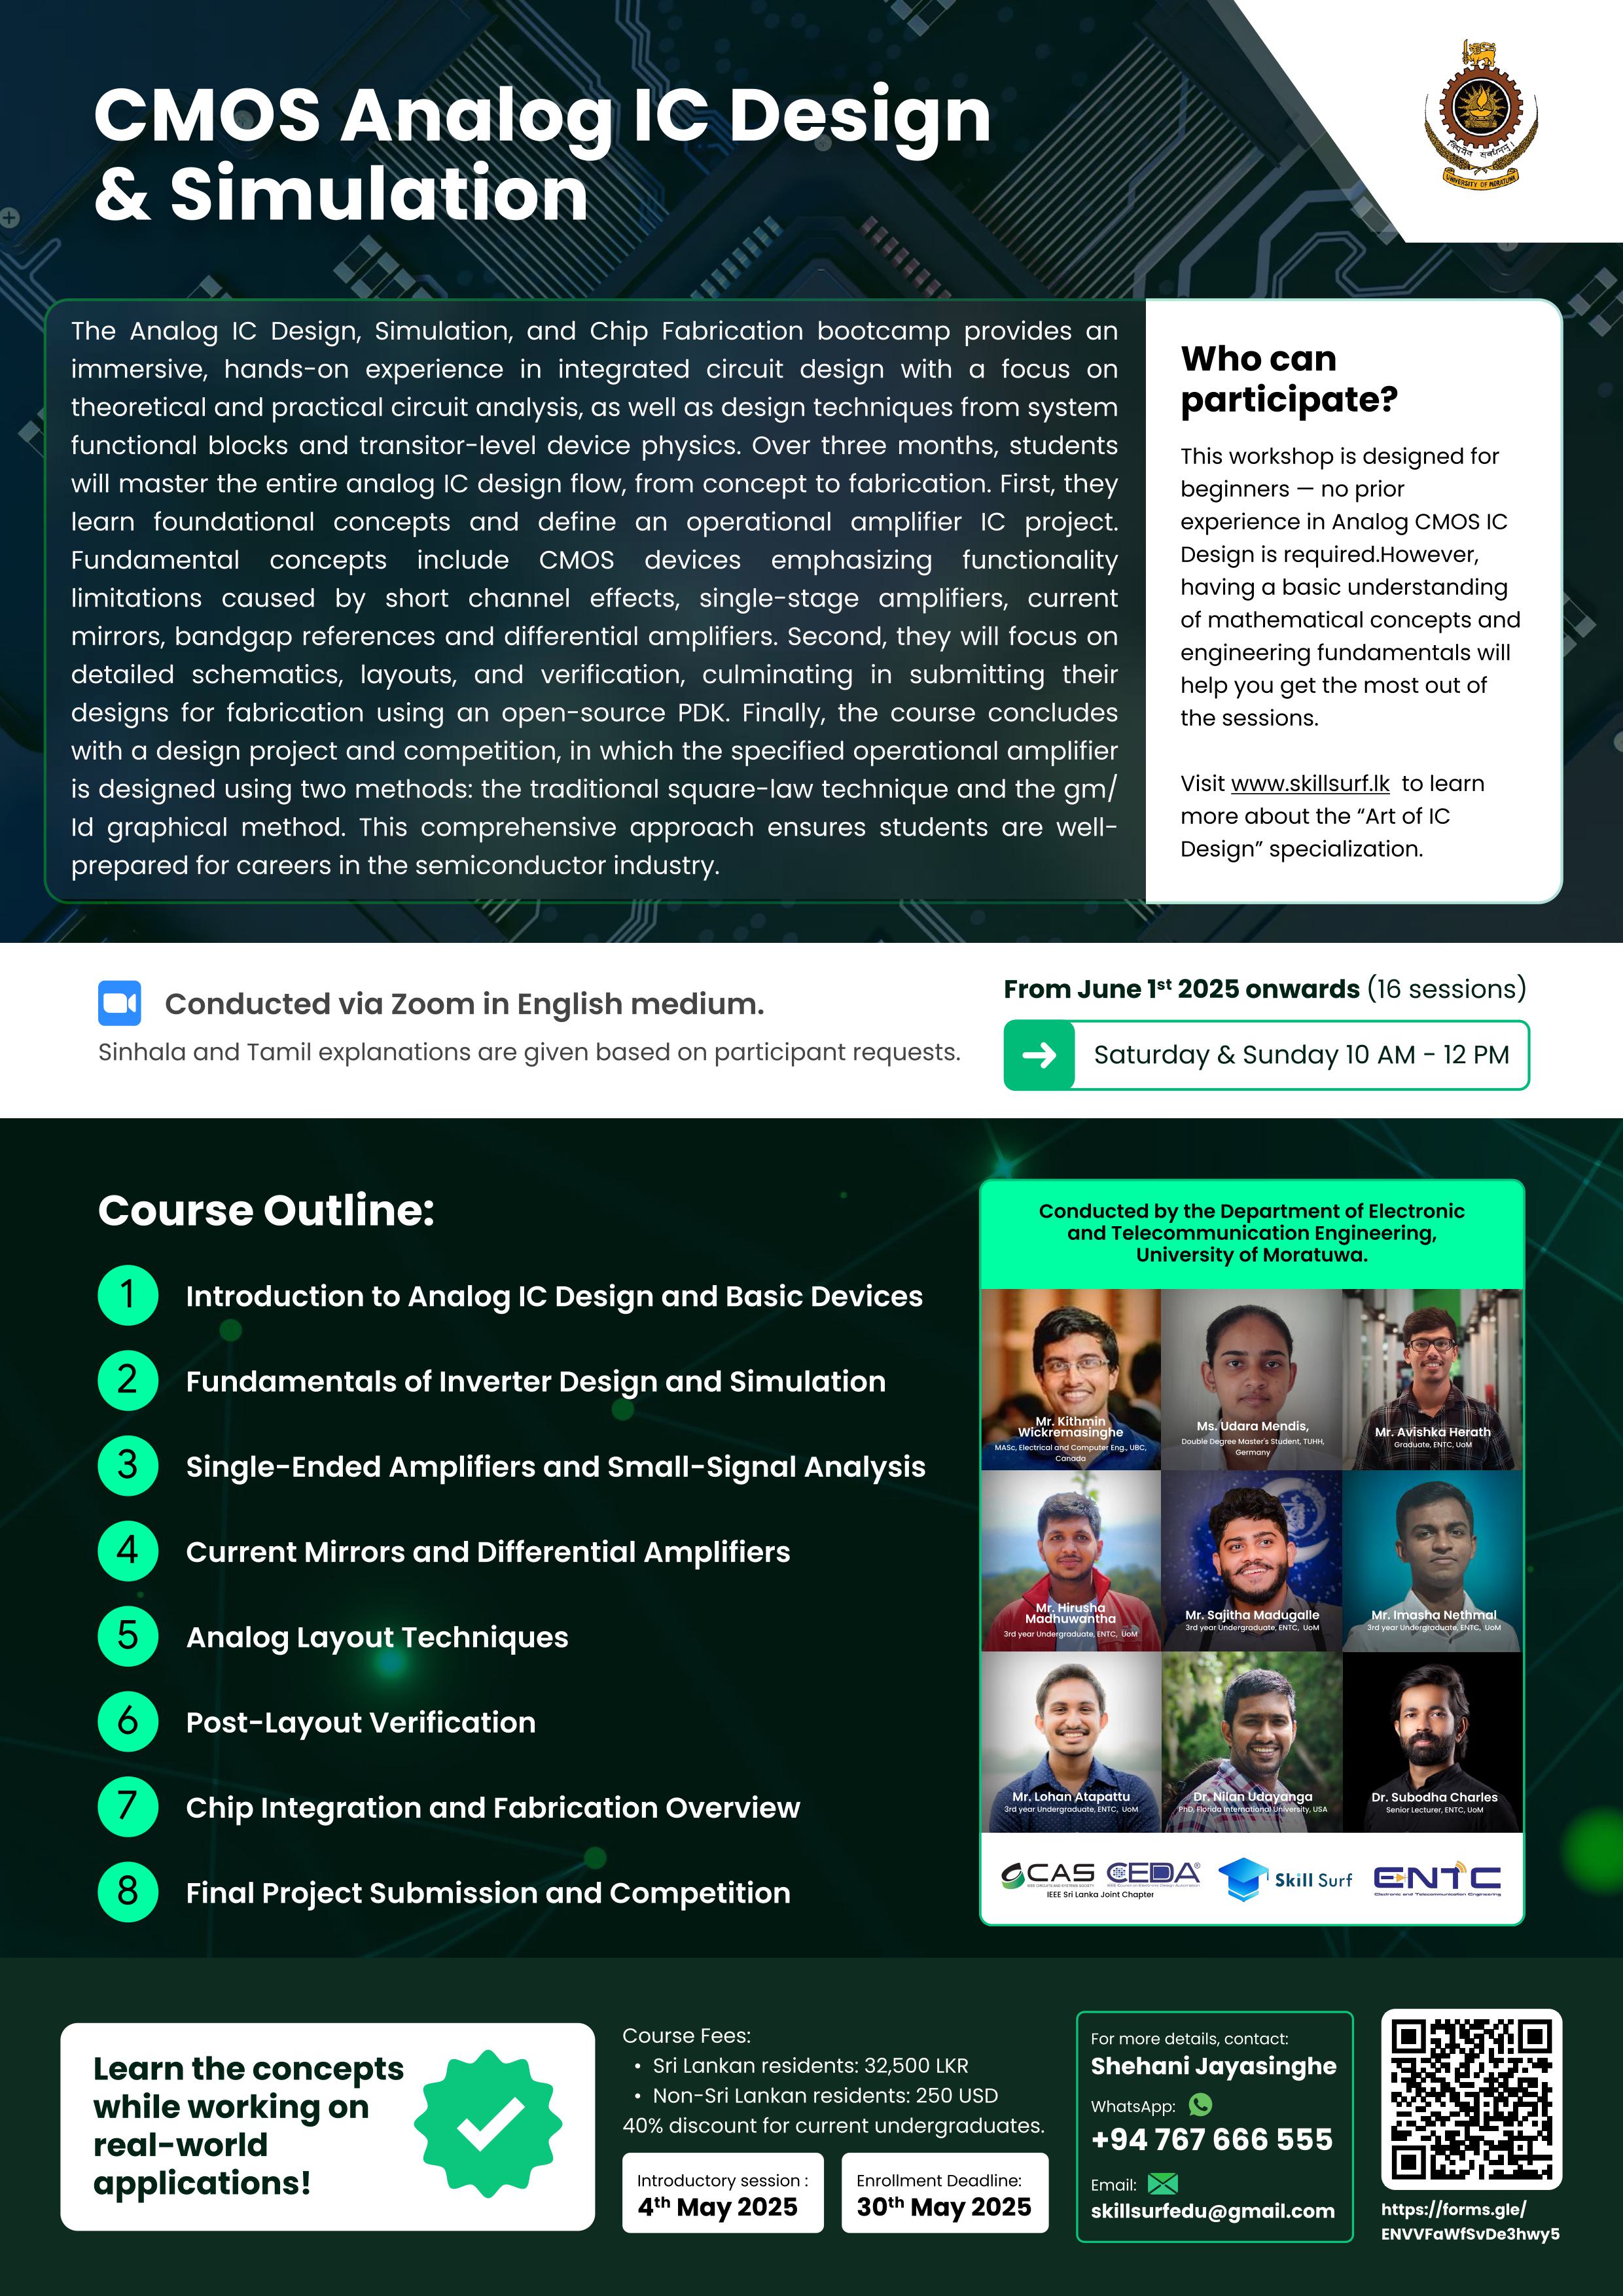 CMOS Analog IC Design
& Simulation
UNIVERSITY OF MORATUWA
The Analog IC Design, Simulation, and Chip Fabrication bootcamp provides an
immersive, hands-on experience in integrated circuit design with a focus on
theoretical and practical circuit analysis, as well as design techniques from system
functional blocks and transitor-level device physics. Over three months, students
will master the entire analog IC design flow, from concept to fabrication. First, they
learn foundational concepts and define an operational amplifier IC project.
Fundamental concepts include CMOS devices emphasizing functionality
limitations caused by short channel effects, single-stage amplifiers, current
mirrors, bandgap references and differential amplifiers. Second, they will focus on
detailed schematics, layouts, and verification, culminating in submitting their
designs for fabrication using an open-source PDK. Finally, the course concludes
with a design project and competition, in which the specified operational amplifier
is designed using two methods: the traditional square-law technique and the gm/
Id graphical method. This comprehensive approach ensures students are well-
prepared for careers in the semiconductor industry.
Who can
participate?
This workshop is designed for
beginners — no prior
experience in Analog CMOS IC
Design is required.However,
having a basic understanding
of mathematical concepts and
engineering fundamentals will
help you get the most out of
the sessions.
Visit www.skillsurf.lk to learn
more about the “Art of IC
Design” specialization.
Conducted via Zoom in English medium.
Sinhala and Tamil explanations are given based on participant requests.
From June 1st 2025 onwards (16 sessions)
Saturday & Sunday 10 AM - 12 PM
Course Outline:
1 Introduction to Analog IC Design and Basic Devices
2 Fundamentals of Inverter Design and Simulation
3 Single-Ended Amplifiers and Small-Signal Analysis
4 Current Mirrors and Differential Amplifiers
5 Analog Layout Techniques
6 Post-Layout Verification
7 Chip Integration and Fabrication Overview
8 Final Project Submission and Competition
Conducted by the Department of Electronic
and Telecommunication Engineering,
University of Moratuwa.
Mr. Kithmin
Wickremasinghe
MASc, Electrical and Computer Eng., UBC,
Canada
Ms. Udara Mendis,
Double Degree Master's Student, TUHH,
Germany
Mr. Avishka Herath
Graduate, ENTC, UoM
Mr. Hirusha
Madhuwantha
3rd year Undergraduate, ENTC, UoM
Mr. Sajitha Madugalle
3rd year Undergraduate, ENTC, UoM
Mr. Imasha Nethmal
3rd year Undergraduate, ENTC, UoM
Mr. Lohan Atapattu
3rd year Undergraduate, ENTC, UoM
Dr. Nilan Udayanga
PhD, Florida International University, USA
Dr. Subodha Charles
Senior Lecturer, ENTC, UoM
CAS
IEEE CIRCUITS AND SYSTEMS SOCIETY
CEDA®
IEEE Council on Electronic Design Automation
IEEE Sri Lanka Joint Chapter
Skill Surf
ENTC
Electronic and Telecommunication Engineering
Learn the concepts
while working on
real-world
applications!
Course Fees:
• Sri Lankan residents: 32,500 LKR
• Non-Sri Lankan residents: 250 USD
40% discount for current undergraduates.
Introductory session :
4th May 2025
Enrollment Deadline:
30th May 2025
For more details, contact:
Shehani Jayasinghe
WhatsApp:
+94 767 666 555
Email:
skillsurfedu@gmail.com
https://forms.gle/
ENVVFaWfSvDe3hwy5